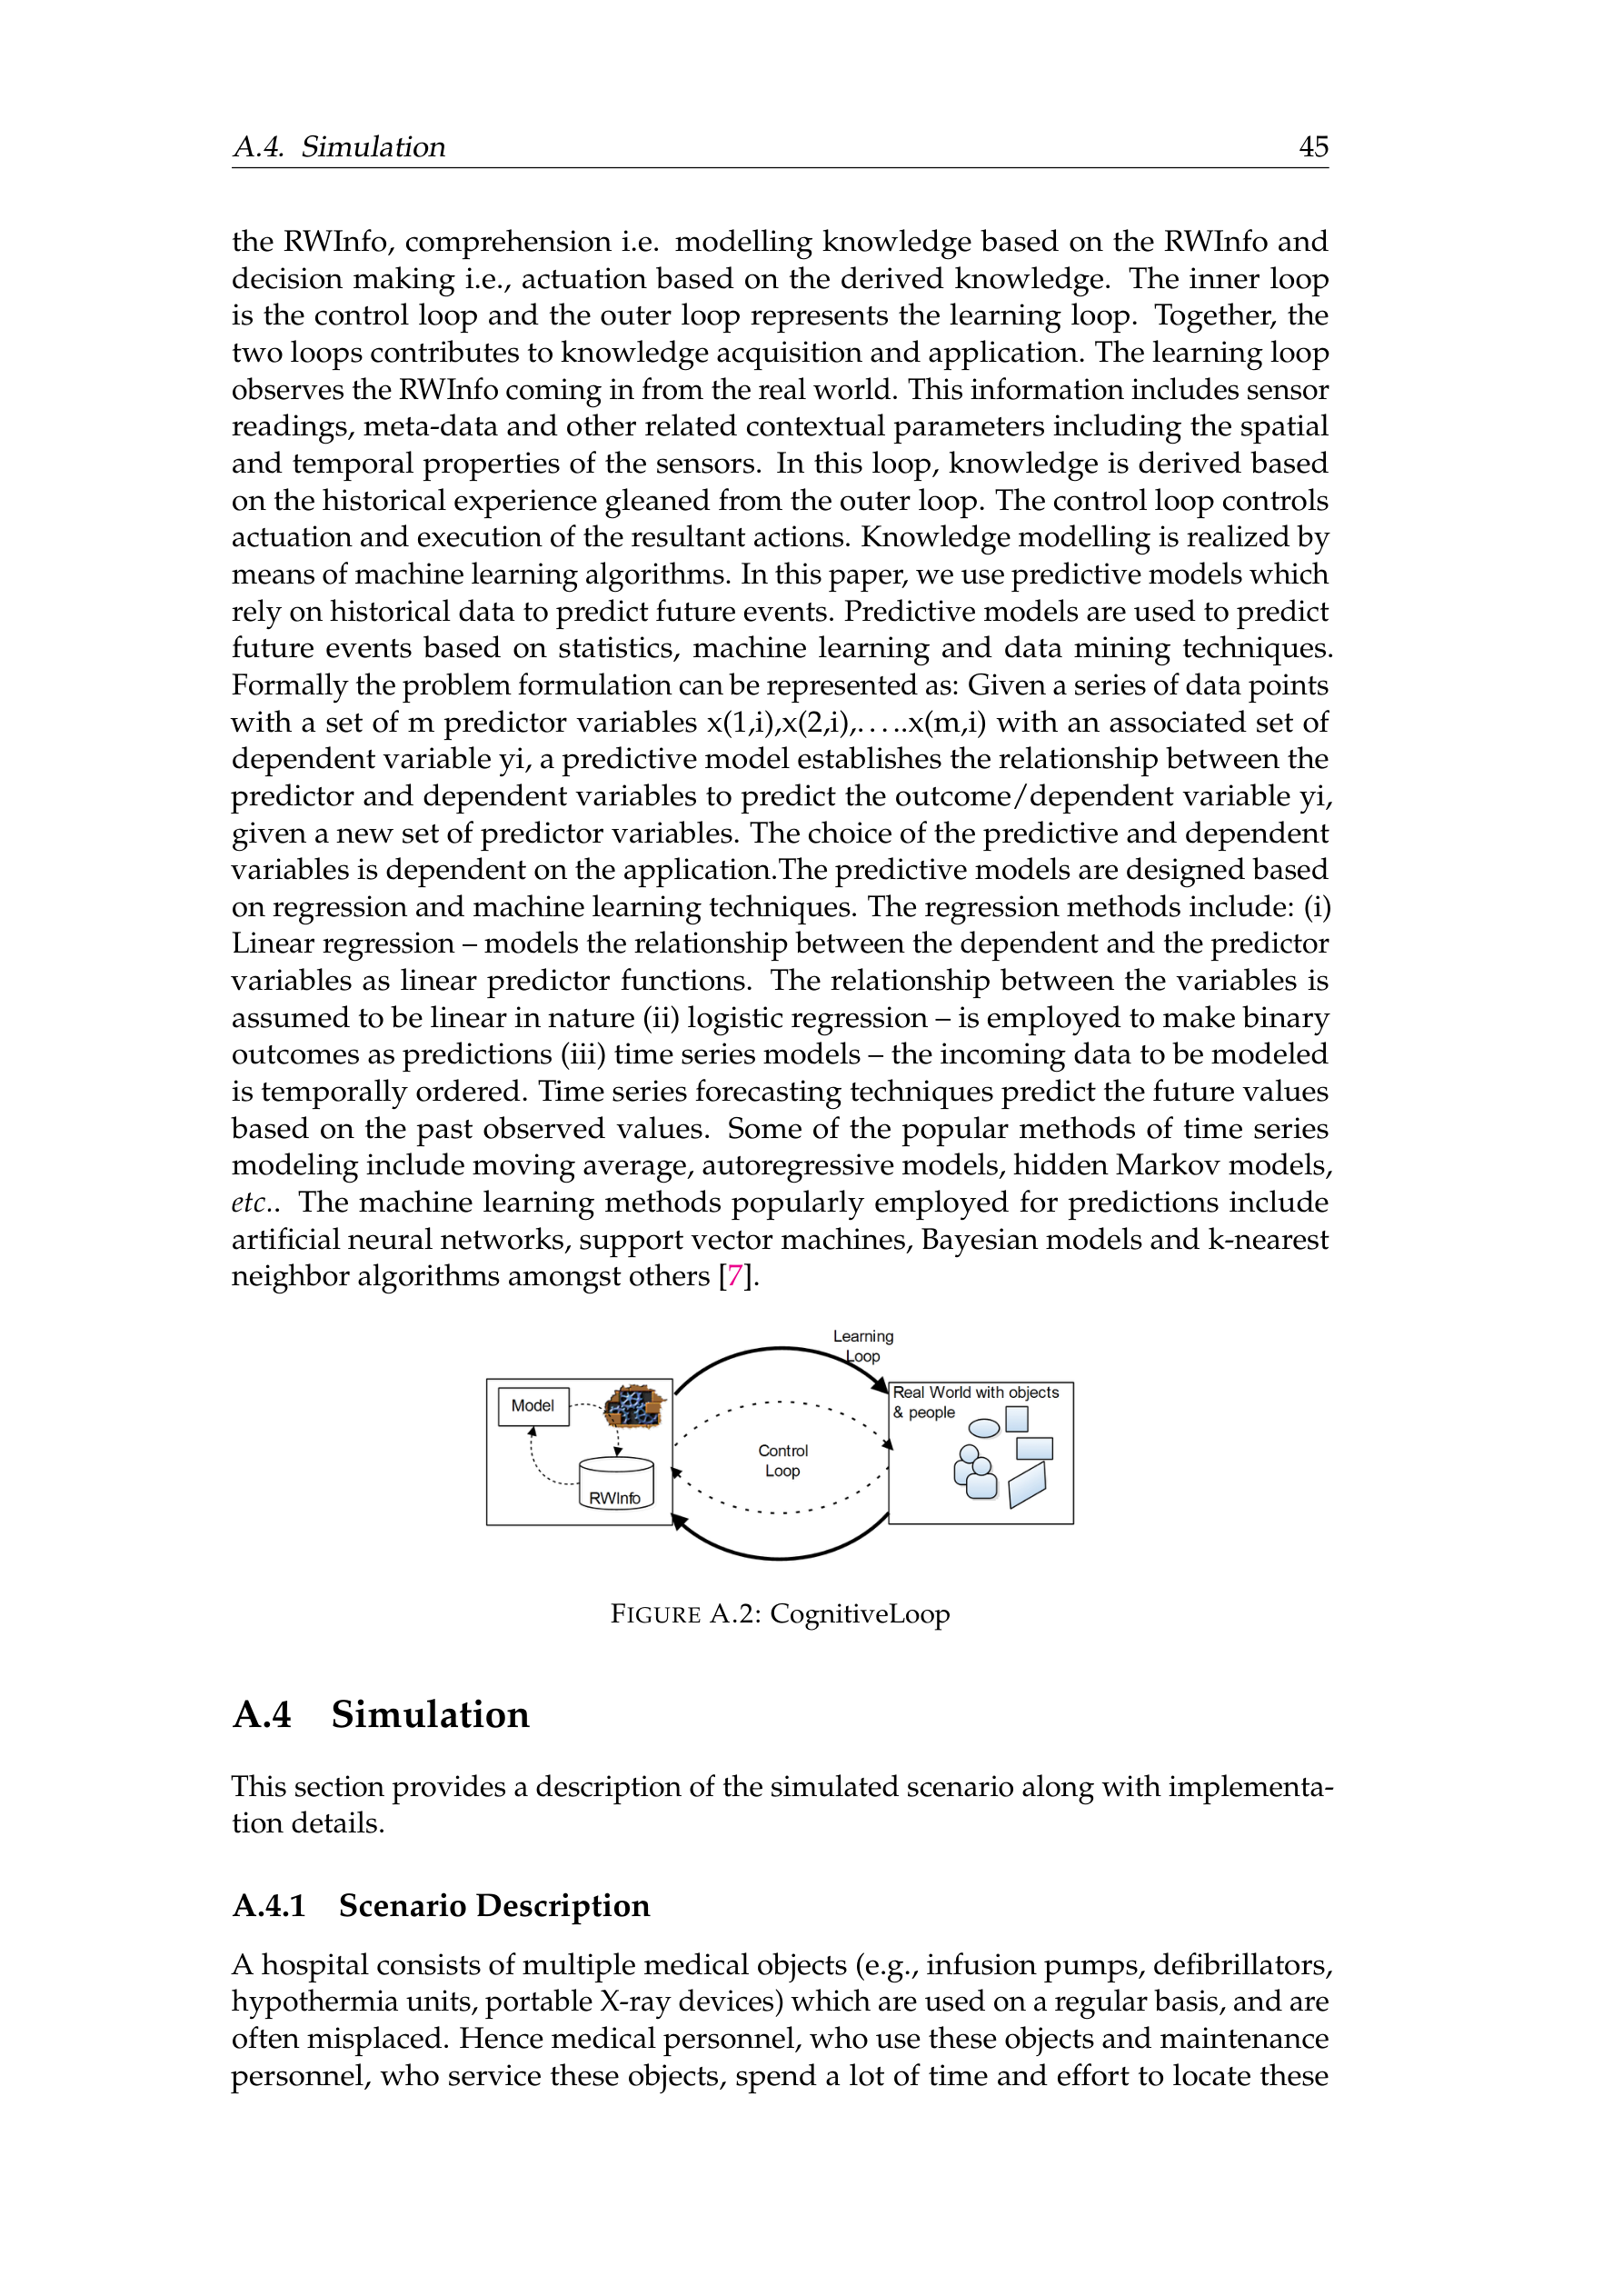 A.4. Simulation 45
the RWInfo, comprehension i.e. modelling knowledge based on the RWInfo and
decision making i.e., actuation based on the derived knowledge. The inner loop
is the control loop and the outer loop represents the learning loop. Together, the
two loops contributes to knowledge acquisition and application. The learning loop
observes the RWInfo coming in from the real world. This information includes sensor
readings, meta-data and other related contextual parameters including the spatial
and temporal properties of the sensors. In this loop, knowledge is derived based
on the historical experience gleaned from the outer loop. The control loop controls
actuation and execution of the resultant actions. Knowledge modelling is realized by
means of machine learning algorithms. In this paper, we use predictive models which
rely on historical data to predict future events. Predictive models are used to predict
future events based on statistics, machine learning and data mining techniques.
Formally the problem formulation can be represented as: Given a series of data points
with a set of m predictor variables x(1,i),x(2,i),.....x(m,i) with an associated set of
dependent variable yi, a predictive model establishes the relationship between the
predictor and dependent variables to predict the outcome/dependent variable yi,
given a new set of predictor variables. The choice of the predictive and dependent
variables is dependent on the application.The predictive models are designed based
on regression and machine learning techniques. The regression methods include: (i)
Linear regression – models the relationship between the dependent and the predictor
variables as linear predictor functions. The relationship between the variables is
assumed to be linear in nature (ii) logistic regression – is employed to make binary
outcomes as predictions (iii) time series models – the incoming data to be modeled
is temporally ordered. Time series forecasting techniques predict the future values
based on the past observed values. Some of the popular methods of time series
modeling include moving average, autoregressive models, hidden Markov models,
etc.. The machine learning methods popularly employed for predictions include
artificial neural networks, support vector machines, Bayesian models and k-nearest
neighbor algorithms amongst others [7].
Learning
Loop
Model
RWInfo
Control
Loop
Real World with objects
& people
FIGURE A.2: CognitiveLoop
A.4 Simulation
This section provides a description of the simulated scenario along with implementa-
tion details.
A.4.1 Scenario Description
A hospital consists of multiple medical objects (e.g., infusion pumps, defibrillators,
hypothermia units, portable X-ray devices) which are used on a regular basis, and are
often misplaced. Hence medical personnel, who use these objects and maintenance
personnel, who service these objects, spend a lot of time and effort to locate these